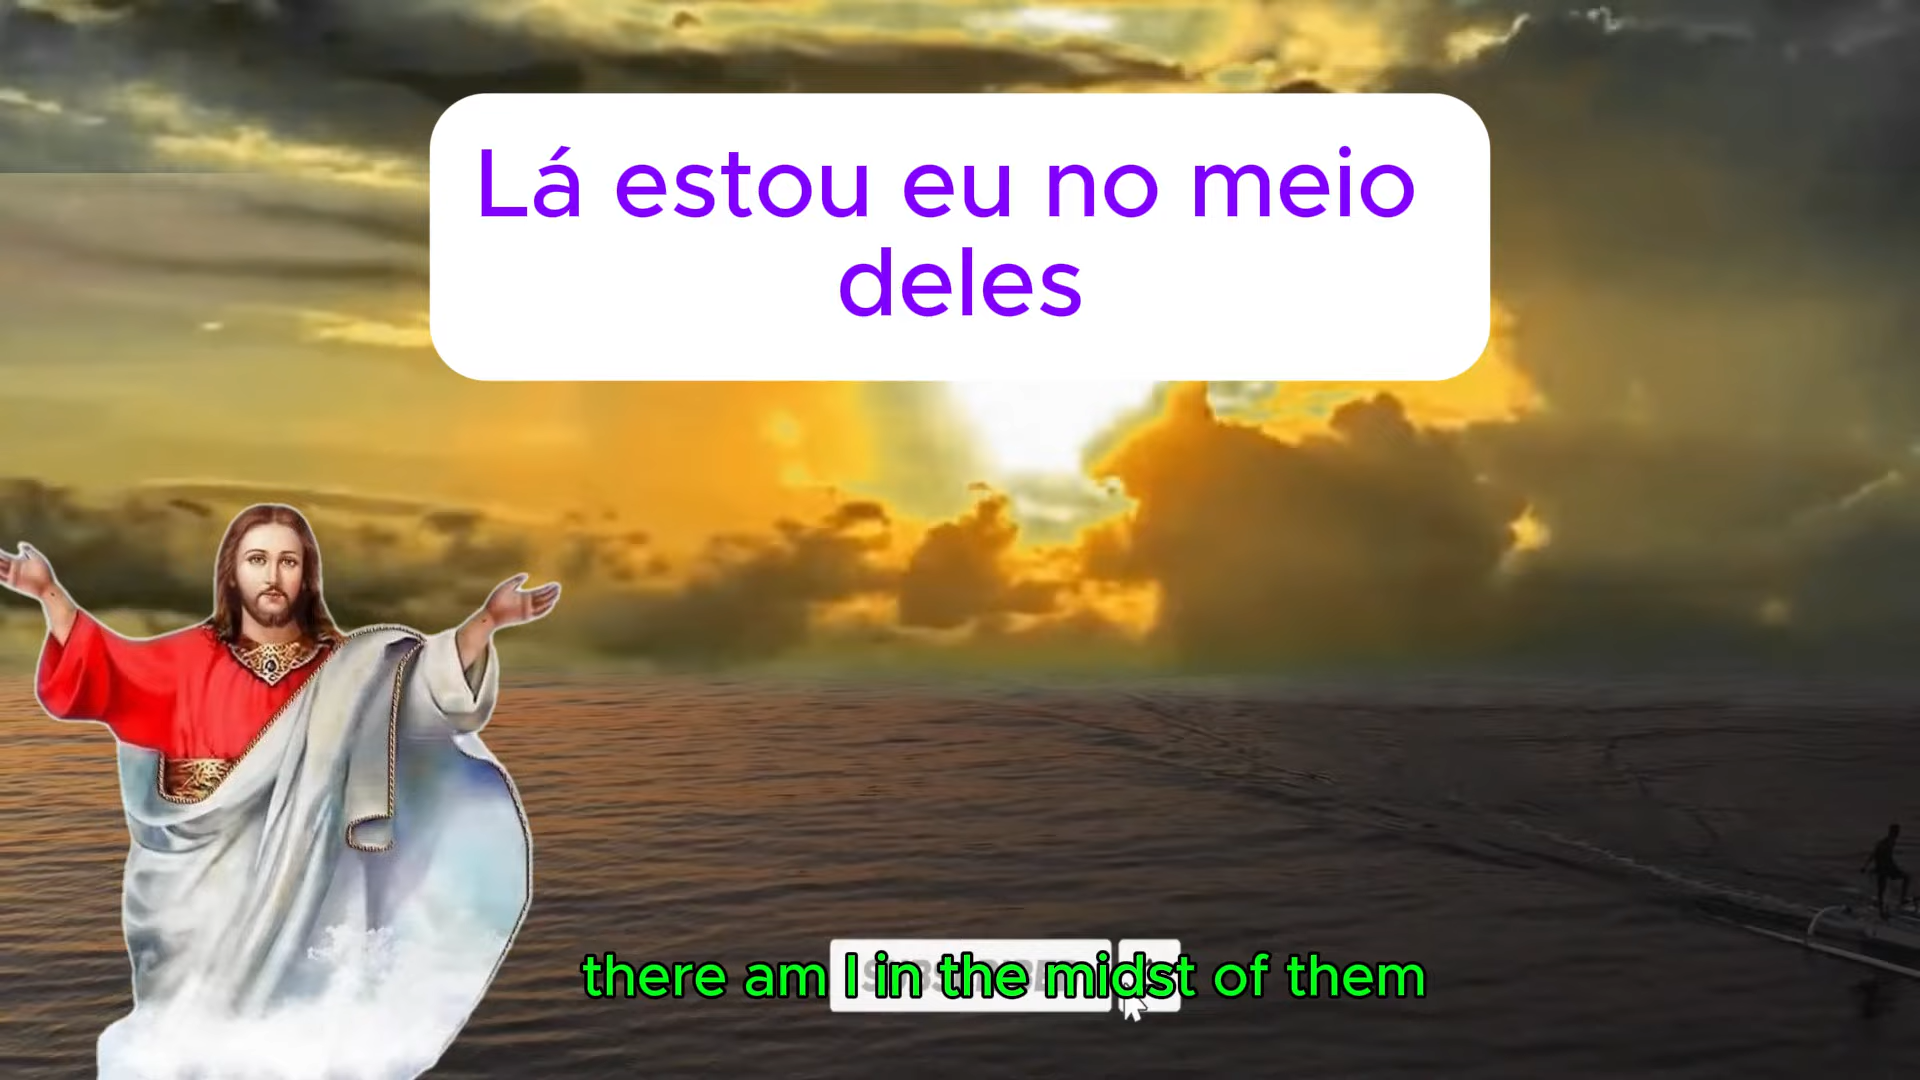 Lá estou eu no meio
deles
there am I in the midst of them